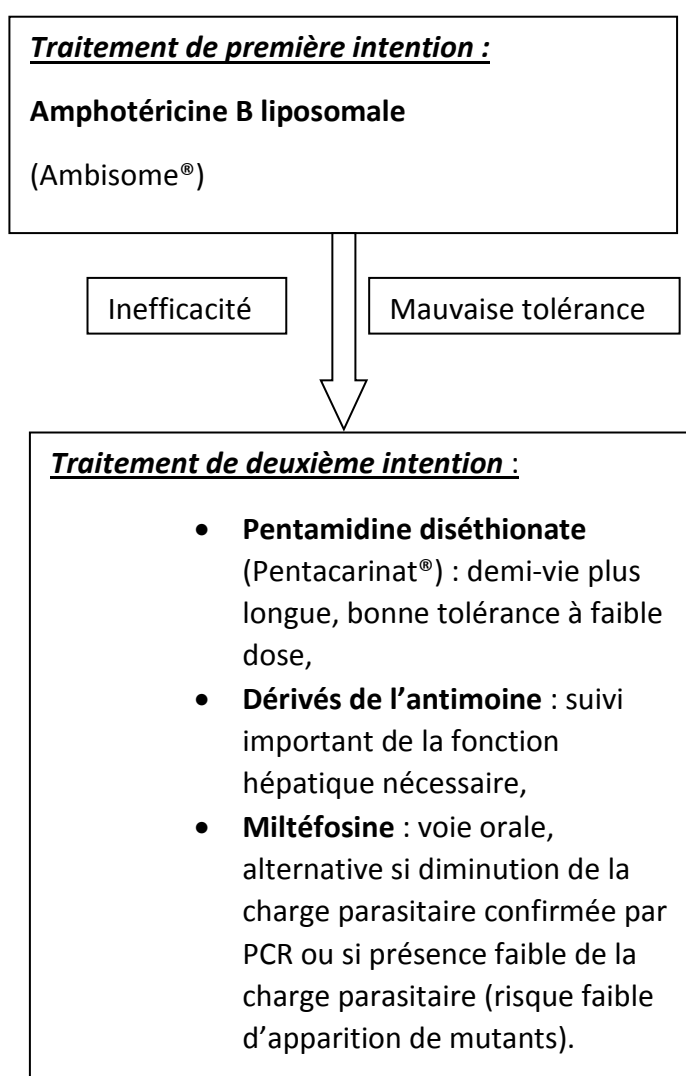 Traitement de première intention :
Amphotéricine B liposomale
(Ambisome®)
Inefficacité
Mauvaise tolérance
Traitement de deuxième intention :
• Pentamidine diséthionate
(Pentacarinat®) : demi-vie plus
longue, bonne tolérance à faible
dose,
• Dérivés de l’antimoine : suivi
important de la fonction
hépatique nécessaire,
• Miltéfosine : voie orale,
alternative si diminution de la
charge parasitaire confirmée par
PCR ou si présence faible de la
charge parasitaire (risque faible
d’apparition de mutants).